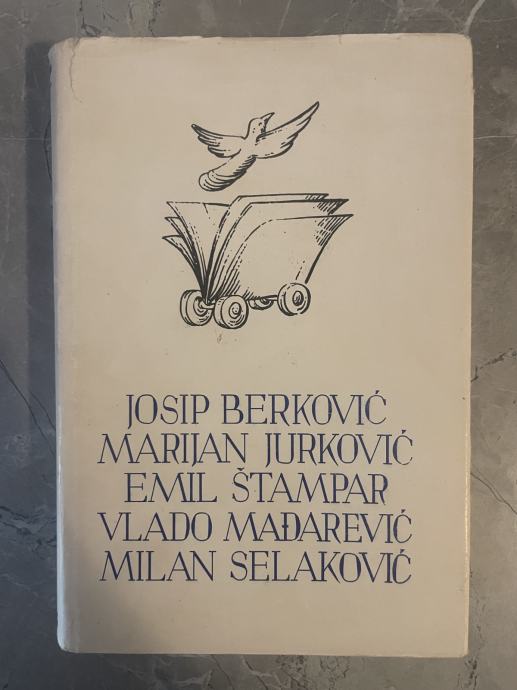 JOSIP BERKOVIĆ
MARIJAN JURKOVIĆ
EMIL ŠTAMPAR
VLADO MAĐAREVIĆ
MILAN SELAKOVIĆ